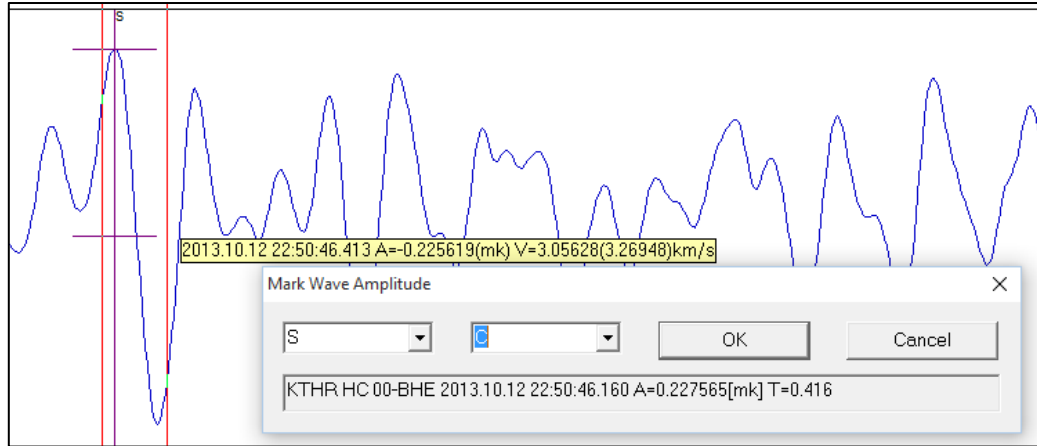 S
2013.10.12 22:50:46.413 A=-0.225619(mk) V=3.05628(3.26948)km/s
Mark Wave Amplitude
S C OK Cancel
KTHR HC 00-BHE 2013.10.12 22:50:46.160 A=0.227565[mk] T=0.416